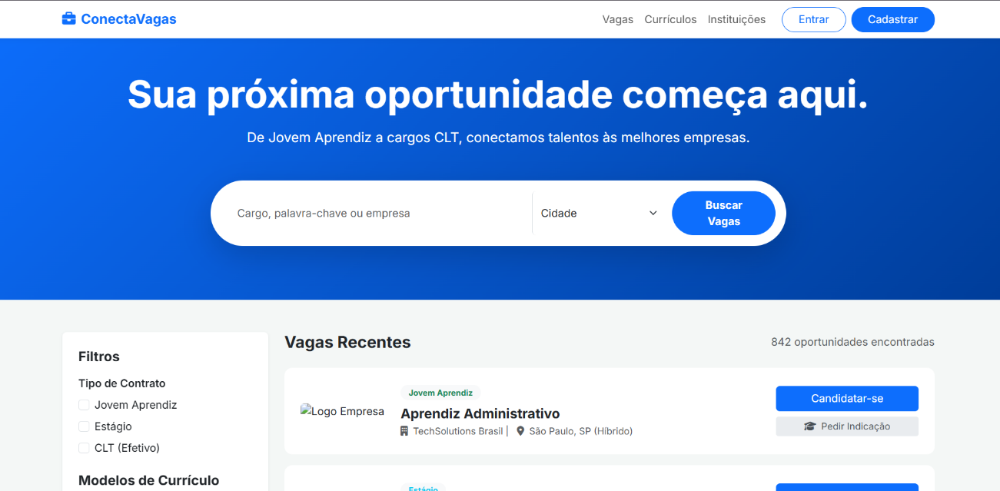 ConectaVagas
Vagas Currículos Instituições Entrar Cadastrar
Sua próxima oportunidade começa aqui.
De Jovem Aprendiz a cargos CLT, conectamos talentos às melhores empresas.
Cargo, palavra-chave ou empresa
Cidade
Buscar
Vagas
Filtros
Tipo de Contrato
Jovem Aprendiz
Estágio
CLT (Efetivo)
Modelos de Currículo
Vagas Recentes
842 oportunidades encontradas
Logo Empresa
Jovem Aprendiz
Aprendiz Administrativo
TechSolutions Brasil | São Paulo, SP (Híbrido)
Candidatar-se
Pedir Indicação
Estágio